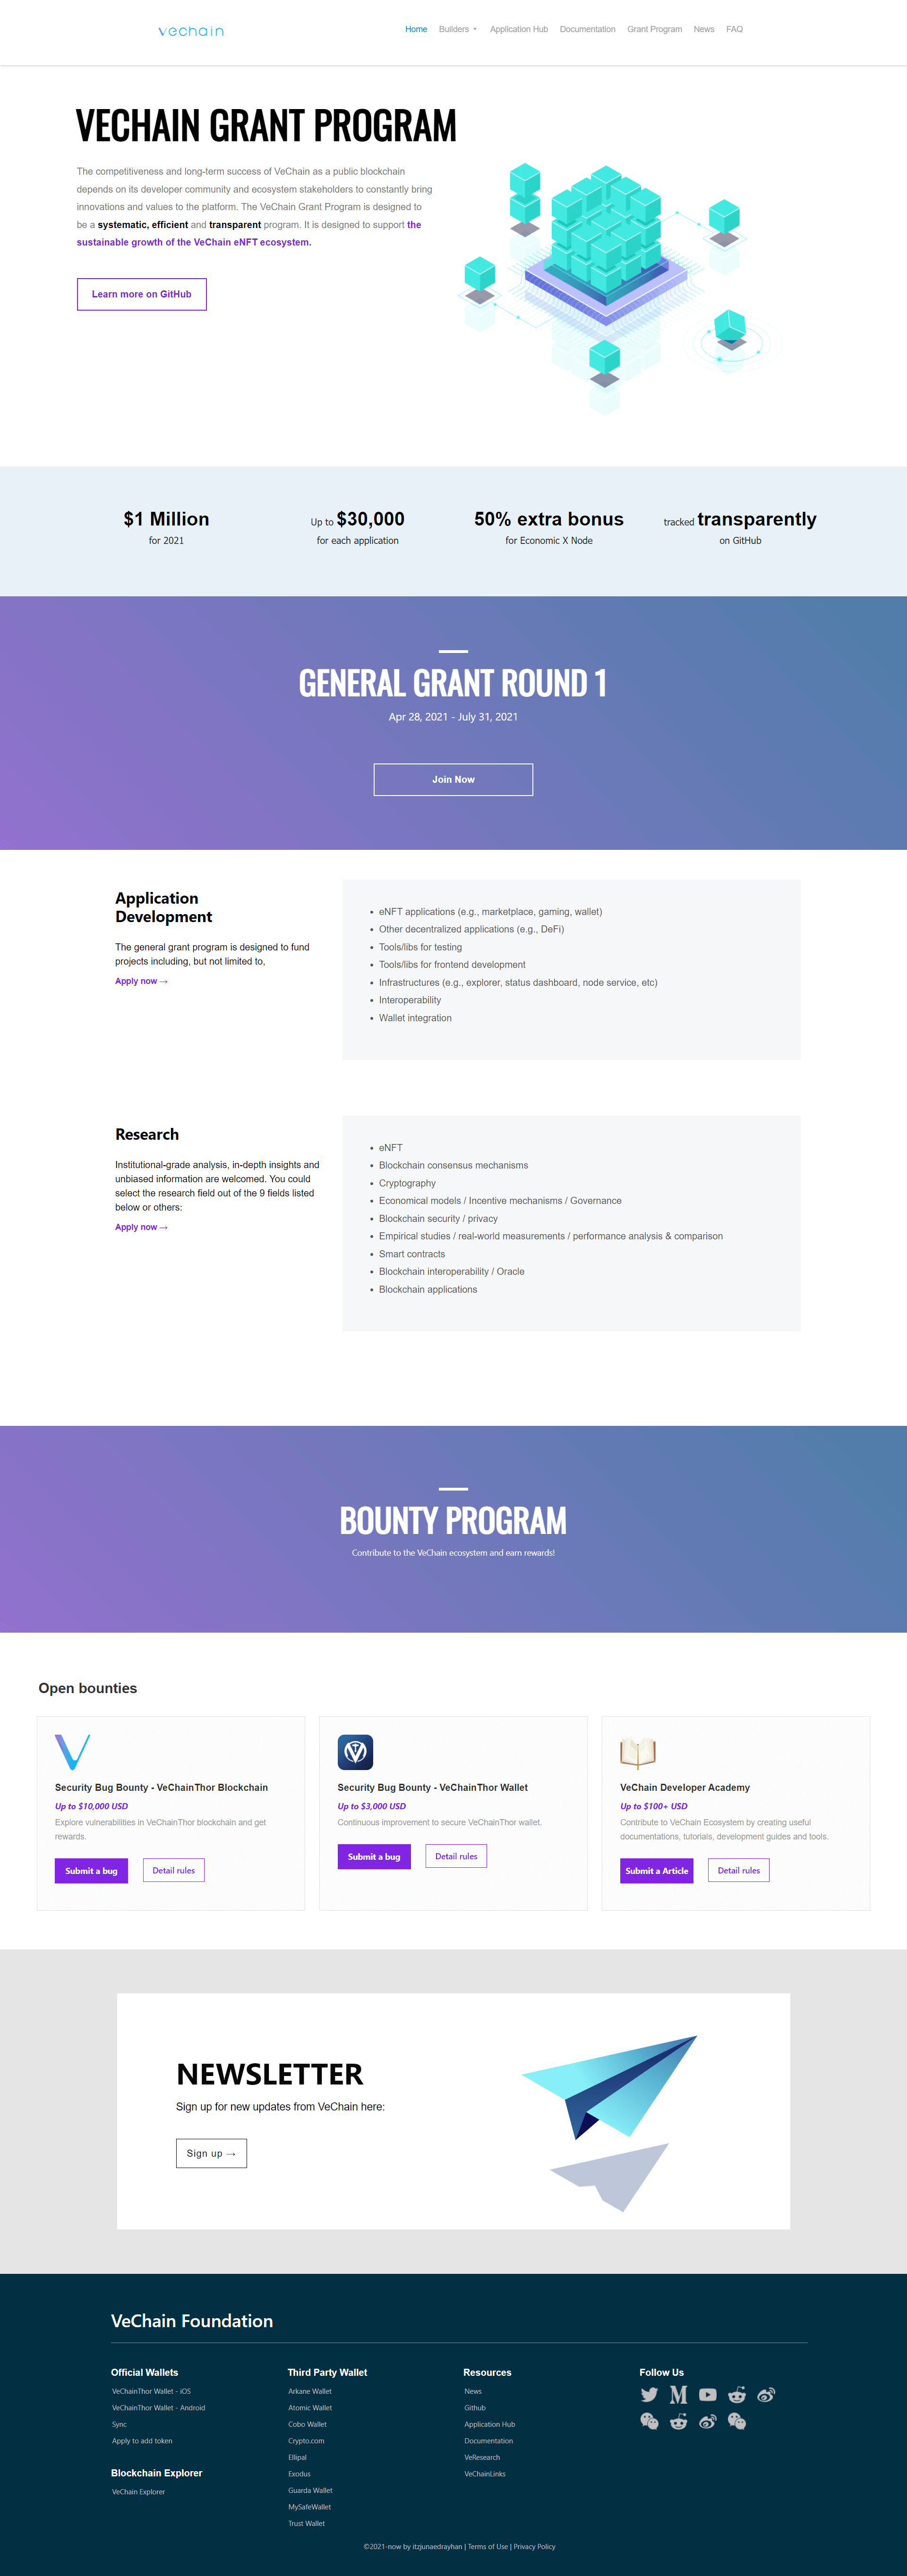 vechain
Home Builders Application Hub Documentation Grant Program News FAQ
VECHAIN GRANT PROGRAM
The competitiveness and long-term success of VeChain as a public blockchain
depends on its developer community and ecosystem stakeholders to constantly bring
innovations and values to the platform. The VeChain Grant Program is designed to
be a systematic, efficient and transparent program. It is designed to support the
sustainable growth of the VeChain eNFT ecosystem.
Learn more on GitHub
$1 Million
for 2021
Up to $30,000
for each application
50% extra bonus
for Economic X Node
tracked transparently
on GitHub
GENERAL GRANT ROUND 1
Apr 28, 2021 - July 31, 2021
Join Now
Application
Development
The general grant program is designed to fund
projects including, but not limited to,
Apply now →
• eNFT applications (e.g., marketplace, gaming, wallet)
• Other decentralized applications (e.g., DeFi)
• Tools/libs for testing
• Tools/libs for frontend development
• Infrastructures (e.g., explorer, status dashboard, node service, etc)
• Interoperability
• Wallet integration
Research
Institutional-grade analysis, in-depth insights and
unbiased information are welcomed. You could
select the research field out of the 9 fields listed
below or others:
Apply now →
• eNFT
• Blockchain consensus mechanisms
• Cryptography
• Economical models / Incentive mechanisms / Governance
• Blockchain security / privacy
• Empirical studies / real-world measurements / performance analysis & comparison
• Smart contracts
• Blockchain interoperability / Oracle
• Blockchain applications
BOUNTY PROGRAM
Contribute to the VeChain ecosystem and earn rewards!
Open bounties
Security Bug Bounty - VeChainThor Blockchain
Up to $10,000 USD
Explore vulnerabilities in VeChainThor blockchain and get
rewards.
Submit a bug
Detail rules
Security Bug Bounty - VeChainThor Wallet
Up to $3,000 USD
Continuous improvement to secure VeChainThor wallet.
Submit a bug
Detail rules
VeChain Developer Academy
Up to $100+ USD
Contribute to VeChain Ecosystem by creating useful
documentations, tutorials, development guides and tools.
Submit a Article
Detail rules
NEWSLETTER
Sign up for new updates from VeChain here:
Sign up →
VeChain Foundation
Official Wallets
VeChainThor Wallet - iOS
VeChainThor Wallet - Android
Sync
Apply to add token
Blockchain Explorer
VeChain Explorer
Third Party Wallet
Arkane Wallet
Atomic Wallet
Cobo Wallet
Crypto.com
Ellipal
Exodus
Guarda Wallet
MySafeWallet
Trust Wallet
Resources
News
Github
Application Hub
Documentation
VeResearch
VeChainLinks
Follow Us
©2021-now by itzjunaedrayhan | Terms of Use | Privacy Policy